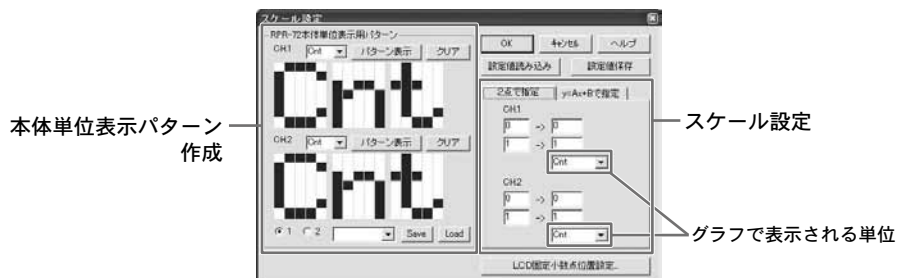 スケール設定
RPR-72本体単位表示用パターン
CH1 Cnt パターン表示 クリア
Cnt.
CH2 Cnt パターン表示 クリア
Cnt.
1 2 Save Load
OK キャンセル ヘルプ
設定値読み込み 設定値保存
2点で指定 y=Ax+Bで指定
CH1
0 -> 0
1 -> 1
Cnt
CH2
0 -> 0
1 -> 1
Cnt
LCD固定小数点位置設定...
本体単位表示パターン
作成
スケール設定
グラフで表示される単位